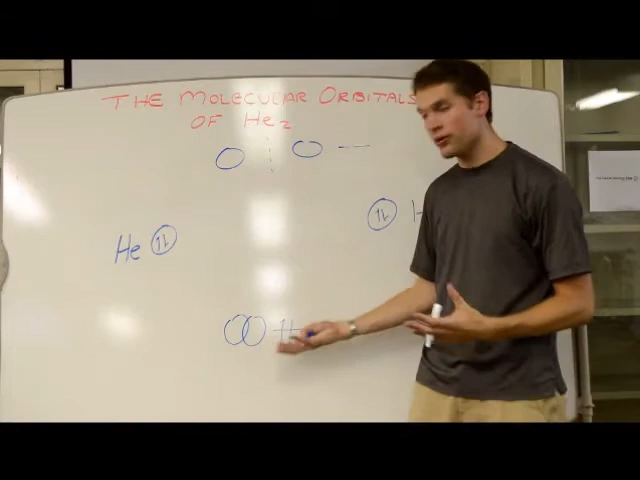 THE MOLECULAR ORBITALS
OF He2
He
H